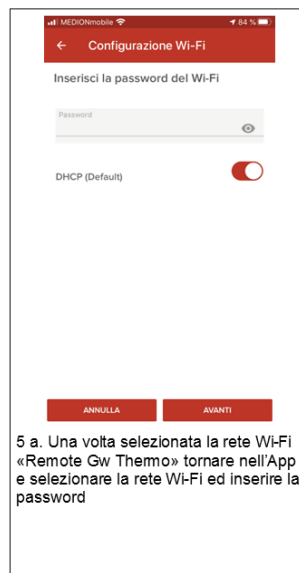 MEDIONmobile 84 %
Configurazione Wi-Fi
Inserisci la password del Wi-Fi
Password
DHCP (Default)
ANNULLA AVANTI
5 a. Una volta selezionata la rete Wi-Fi
«Remote Gw Thermo» tornare nell'App
e selezionare la rete Wi-Fi ed inserire la
password